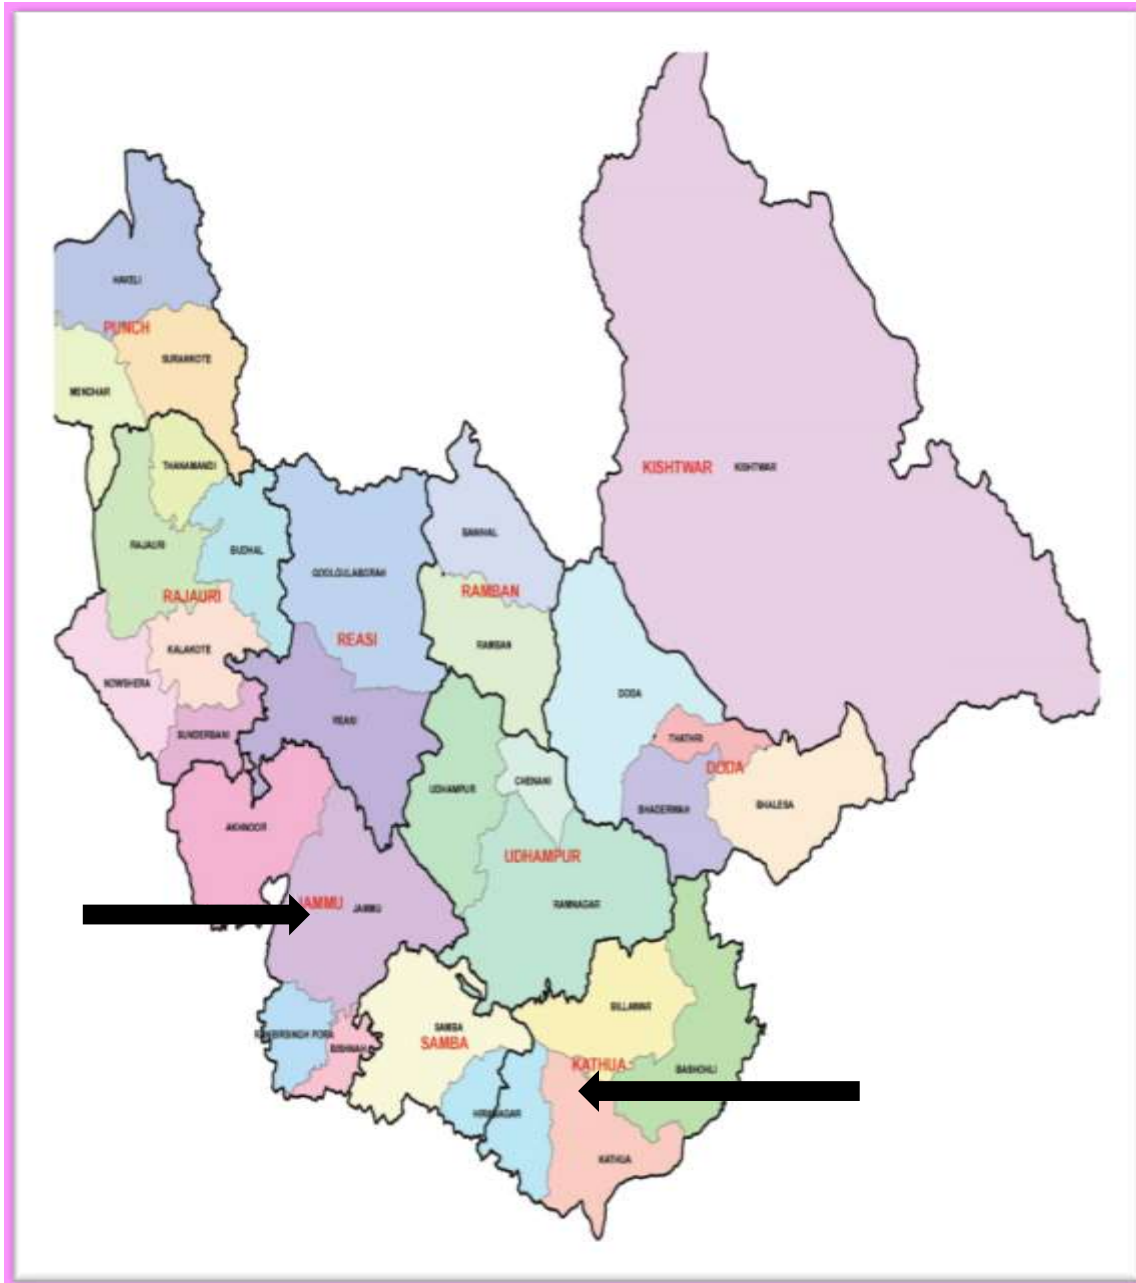 HAVELI
PUNCH
SURANKOTE
MENDHAR
THANAMANDI
KISHTWAR KISHTWAR
RAJAURI
BUDHAL
BANIHAL
GOOLGULABGRAH
RAJAURI
RAMBAN
REASI
KALAKOTE
RAMBAN
NOWSHERA
DODA
REASI
SUNDERBANI
THATHRI
DODA
CHENANI
UDHAMPUR
BHADERWAH
BHALESA
AKHNOOR
UDHAMPUR
RAMNAGAR
JAMMU JAMMU
BILLAWAR
SAMBA
SAMBA
BISHNAH
KATHUA
BASHOHLI
HIRANAGAR
KATHUA